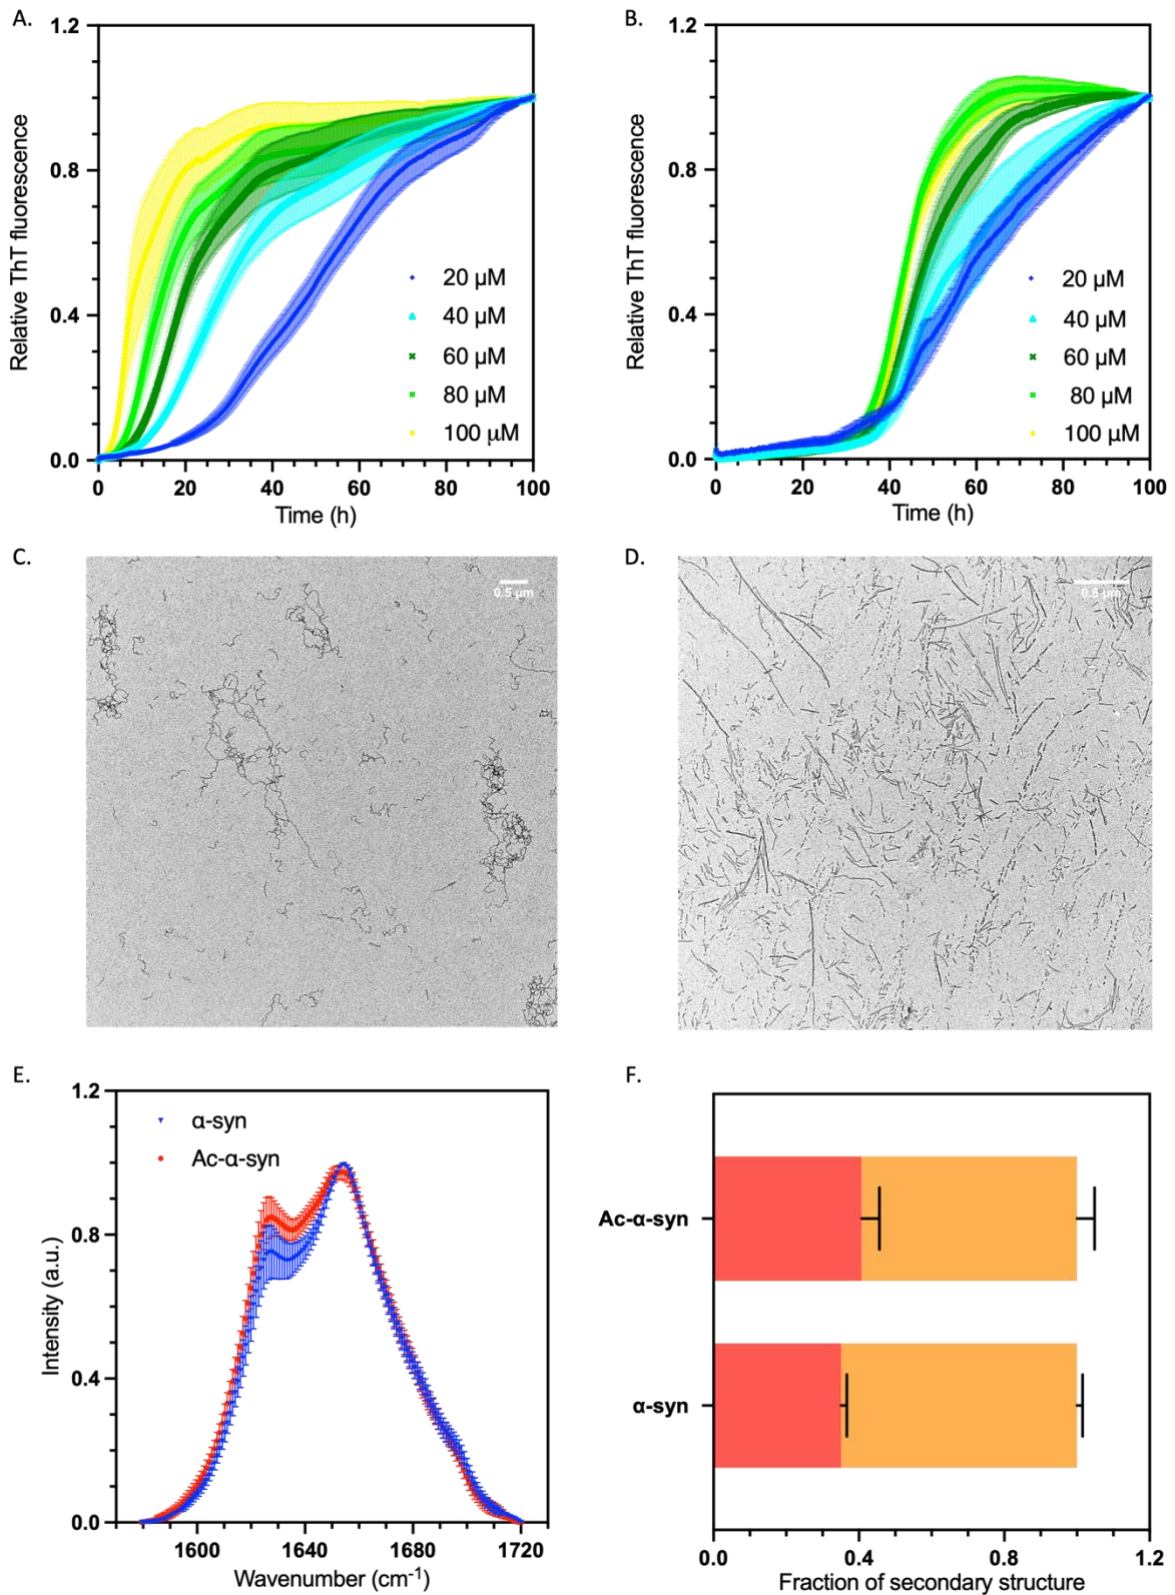 A.
1.2
0.8
0.4
0.0
Relative ThT fluorescence
20 μM
40 μM
60 μM
80 μM
100 μM
0 20 40 60 80 100
Time (h)
B.
1.2
0.8
0.4
0.0
Relative ThT fluorescence
20 μM
40 μM
60 μM
80 μM
100 μM
0 20 40 60 80 100
Time (h)
C.
0.5 μm
D.
0.5 μm
E.
1.2
0.8
0.4
0.0
Intensity (a.u.)
α-syn
Ac-α-syn
1600 1640 1680 1720
Wavenumber (cm⁻¹)
F.
Ac-α-syn
α-syn
0.0 0.4 0.8 1.2
Fraction of secondary structure